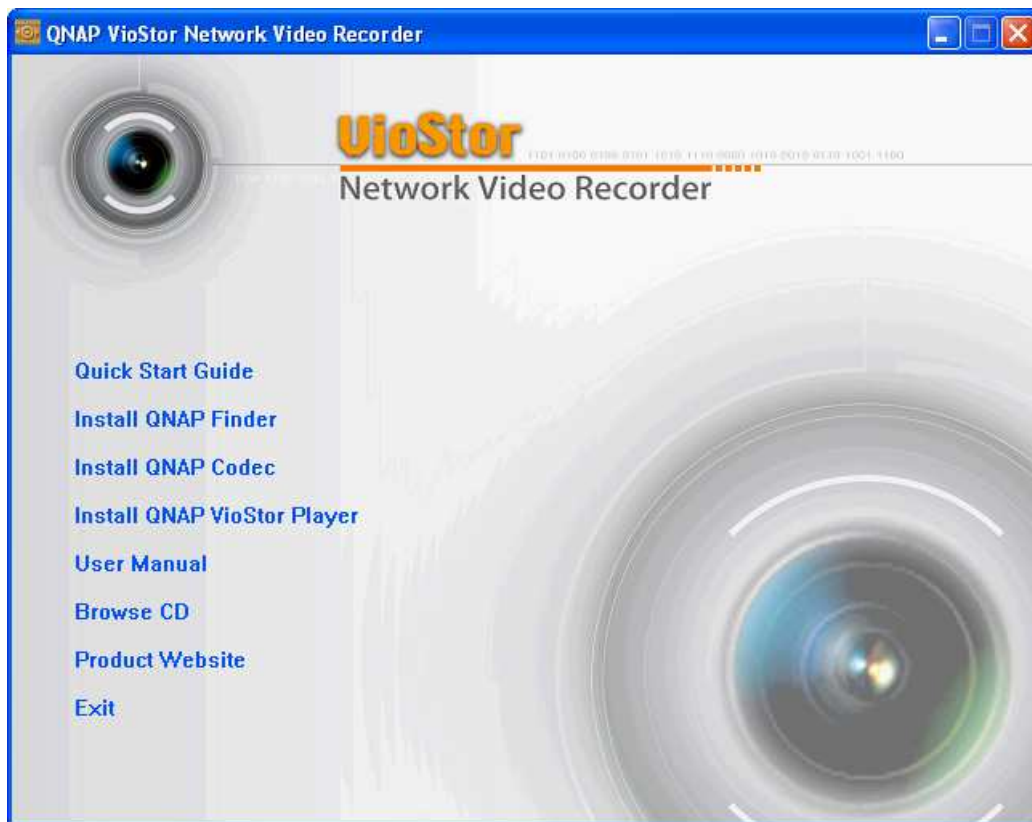 QNAP VioStor Network Video Recorder
VioStor
Network Video Recorder
Quick Start Guide
Install QNAP Finder
Install QNAP Codec
Install QNAP VioStor Player
User Manual
Browse CD
Product Website
Exit